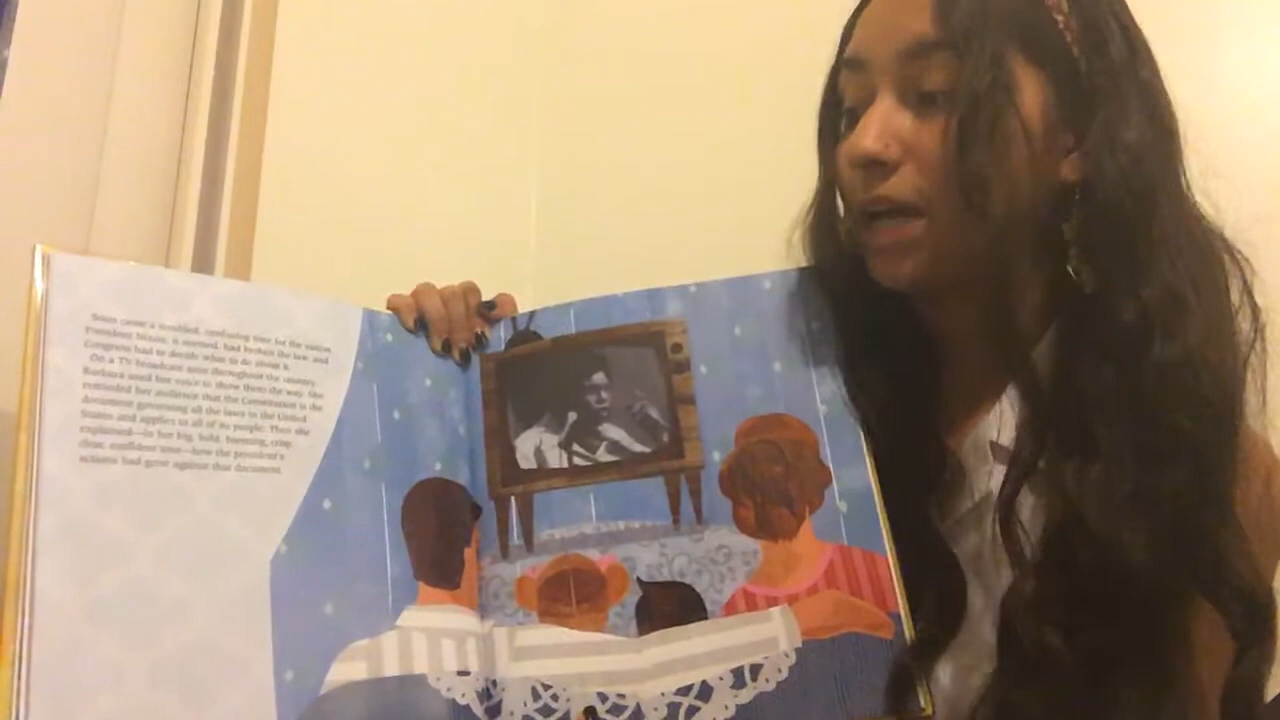 Soon came a troubled, confusing time for the nation.
President Nixon, it seemed, had broken the law, and
Congress had to decide what to do about it.
On a TV broadcast seen throughout the country,
Barbara used her voice to show them the way. She
reminded her audience that the Constitution is the
document governing all the laws in the United
States and applies to all of its people. Then she
explained—in her big, bold, booming, crisp,
clear, confident tone—how the president's
actions had gone against that document.